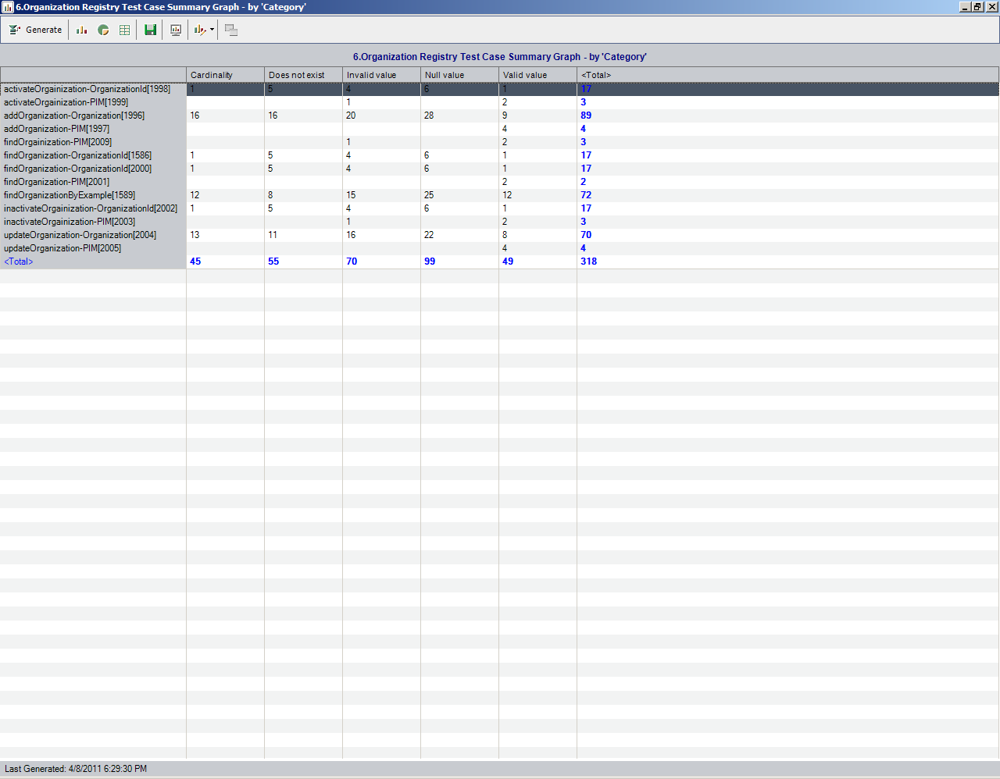 6.Organization Registry Test Case Summary Graph - by 'Category'
Generate
6.Organization Registry Test Case Summary Graph - by 'Category'
Cardinality Does not exist Invalid value Null value Valid value <Total>
activateOrgainization-OrganizationId[1998] 1 5 4 6 1 17
activateOrgainization-PIM[1999] 1 2 3
addOrganization-Organization[1996] 16 16 20 28 9 89
addOrganization-PIM[1997] 4 4
findOrgainization-PIM[2009] 1 2 3
findOrganization-OrganizationId[1586] 1 5 4 6 1 17
findOrganization-OrganizationId[2000] 1 5 4 6 1 17
findOrganization-PIM[2001] 2 2
findOrganizationByExample[1589] 12 8 15 25 12 72
inactivateOrgainization-OrganizationId[2002] 1 5 4 6 1 17
inactivateOrgainization-PIM[2003] 1 2 3
updateOrganization-Organization[2004] 13 11 16 22 8 70
updateOrganization-PIM[2005] 4 4
<Total> 45 55 70 99 49 318
Last Generated: 4/8/2011 6:29:30 PM